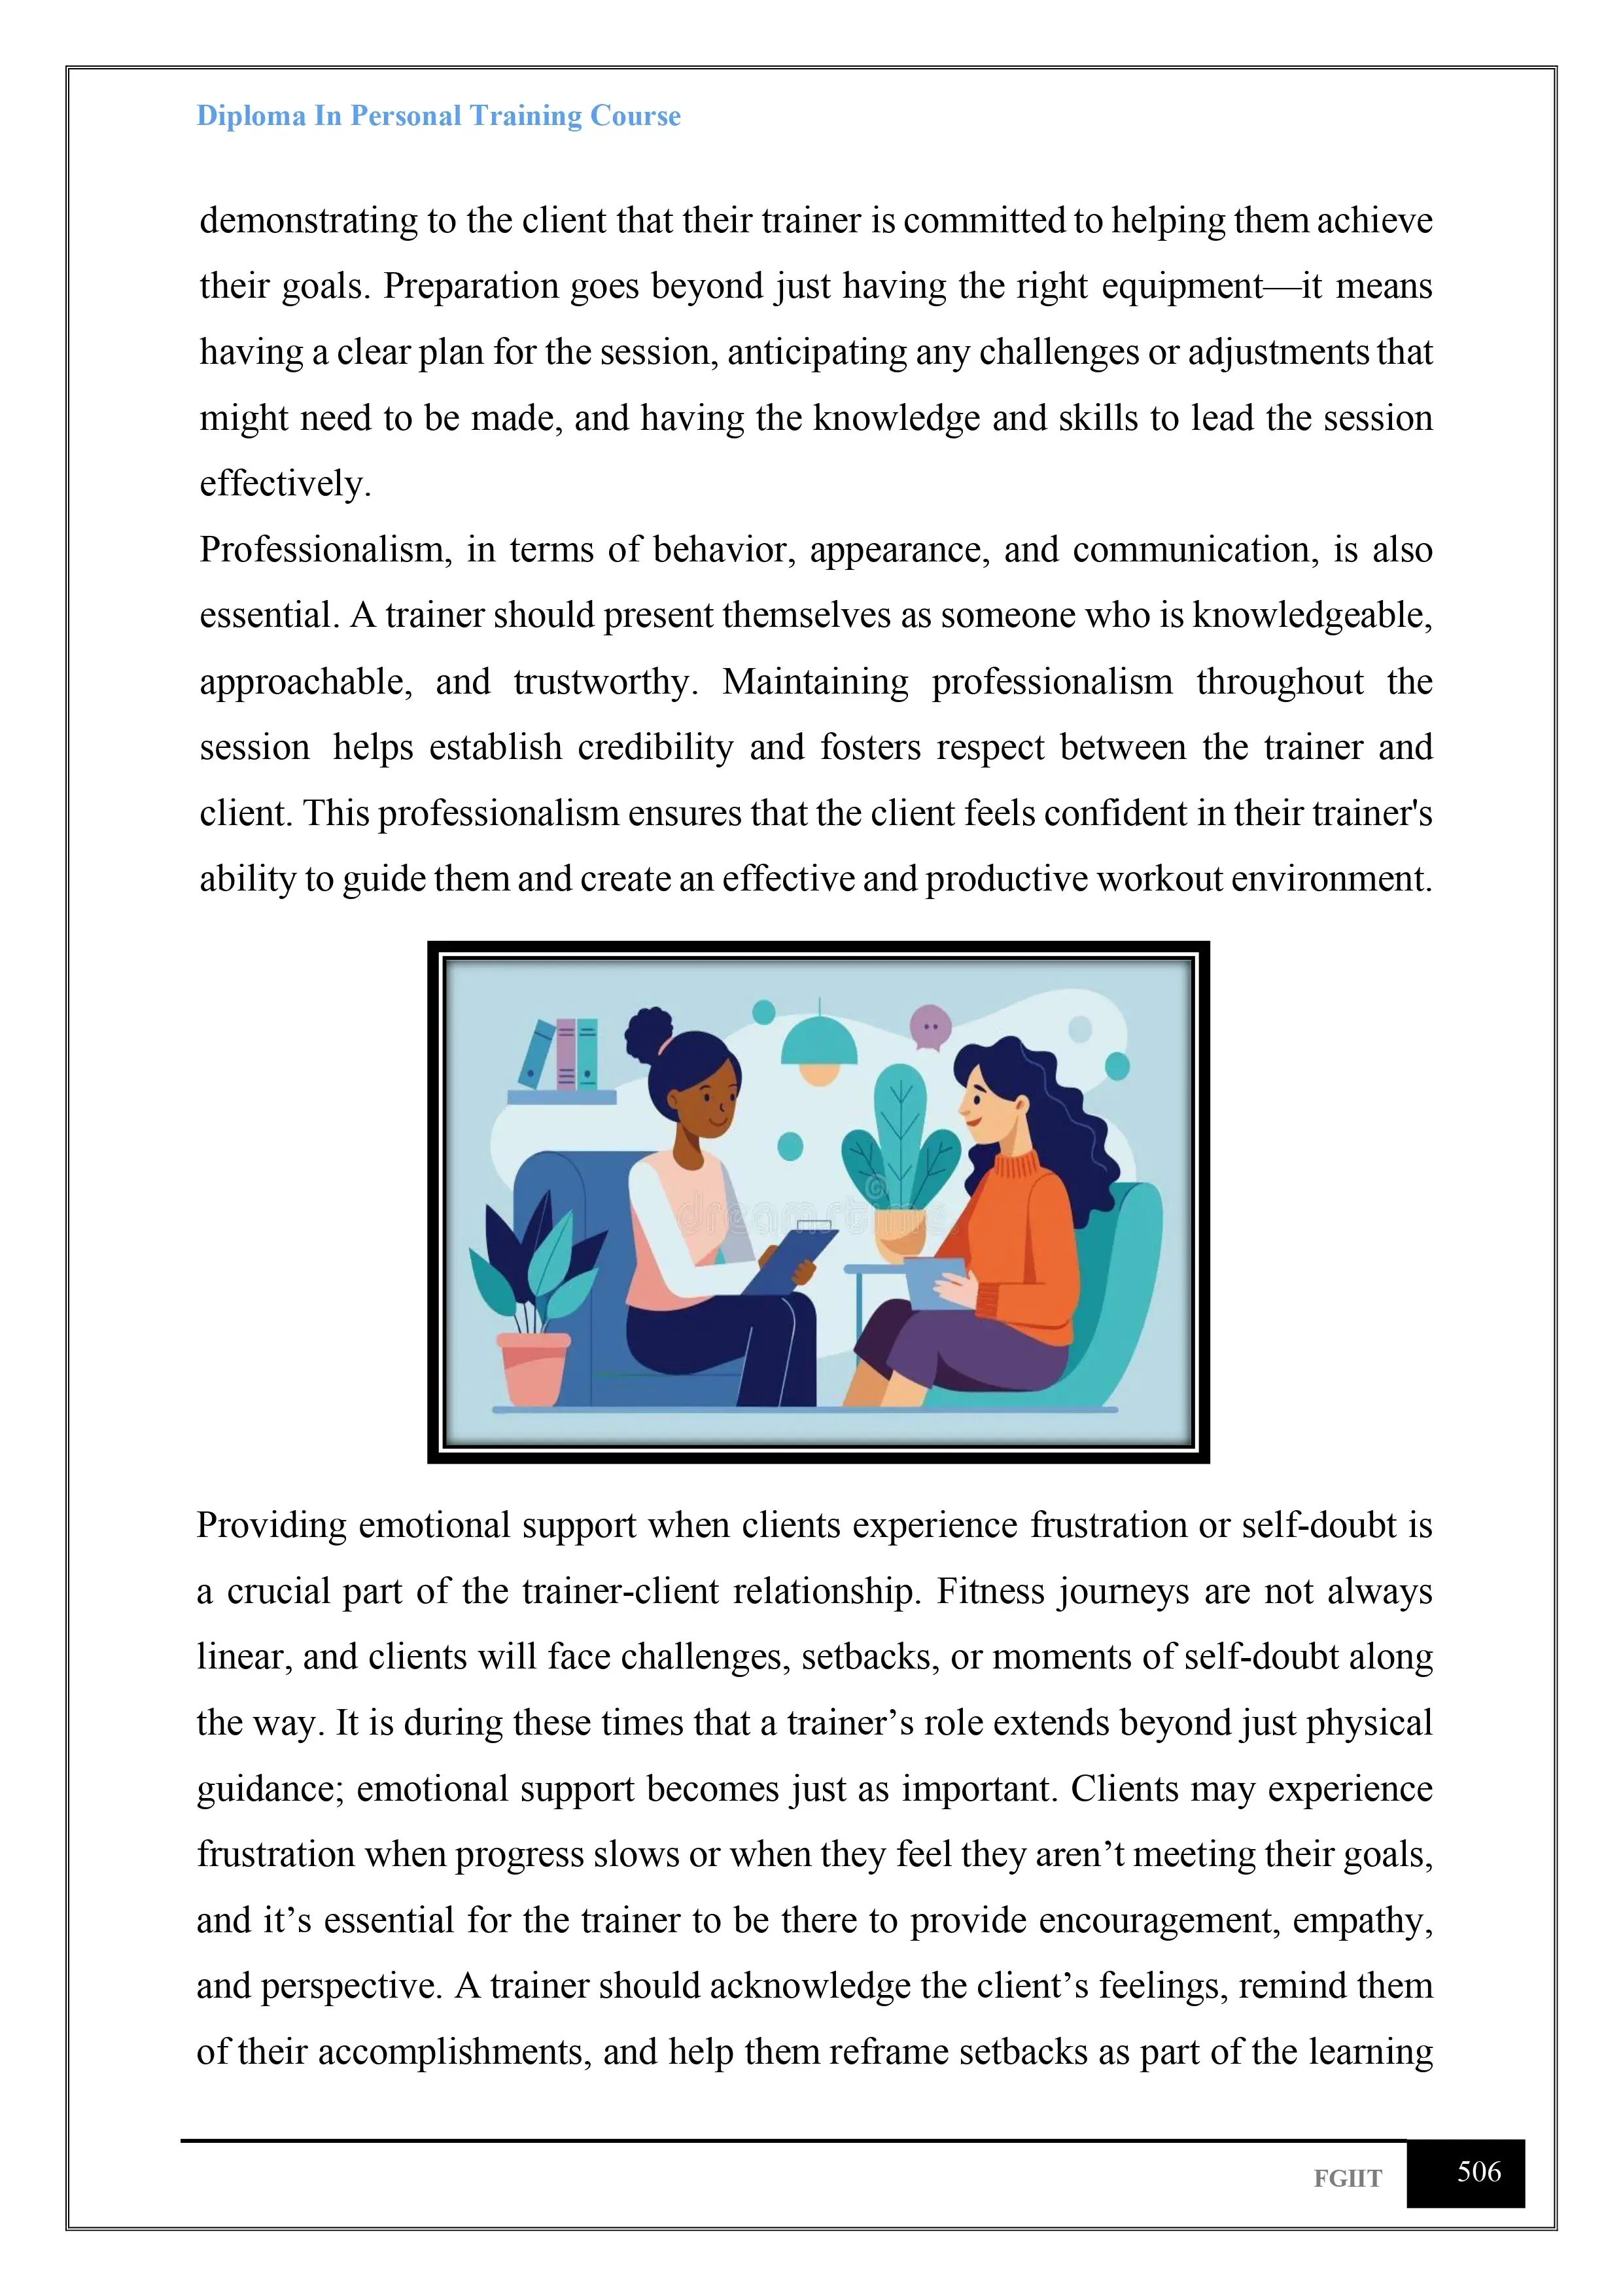 Diploma In Personal Training Course
demonstrating to the client that their trainer is committed to helping them achieve
their goals. Preparation goes beyond just having the right equipment—it means
having a clear plan for the session, anticipating any challenges or adjustments that
might need to be made, and having the knowledge and skills to lead the session
effectively.
Professionalism, in terms of behavior, appearance, and communication, is also
essential. A trainer should present themselves as someone who is knowledgeable,
approachable, and trustworthy. Maintaining professionalism throughout the
session helps establish credibility and fosters respect between the trainer and
client. This professionalism ensures that the client feels confident in their trainer's
ability to guide them and create an effective and productive workout environment.
dreamstime.
Providing emotional support when clients experience frustration or self-doubt is
a crucial part of the trainer-client relationship. Fitness journeys are not always
linear, and clients will face challenges, setbacks, or moments of self-doubt along
the way. It is during these times that a trainer’s role extends beyond just physical
guidance; emotional support becomes just as important. Clients may experience
frustration when progress slows or when they feel they aren’t meeting their goals,
and it’s essential for the trainer to be there to provide encouragement, empathy,
and perspective. A trainer should acknowledge the client’s feelings, remind them
of their accomplishments, and help them reframe setbacks as part of the learning
FGIIT
506